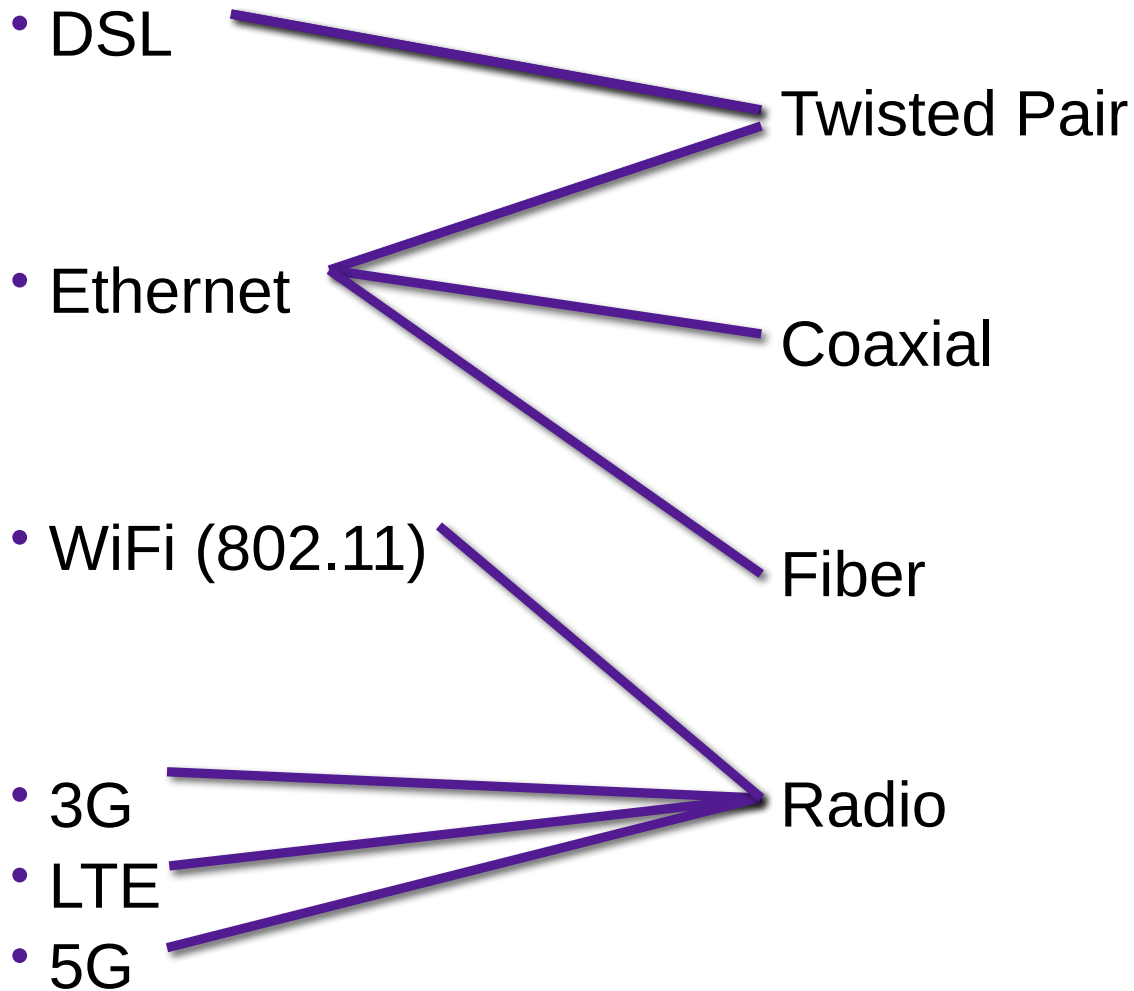 • DSL
Twisted Pair
• Ethernet
Coaxial
• WiFi (802.11)
Fiber
• 3G
Radio
• LTE
• 5G